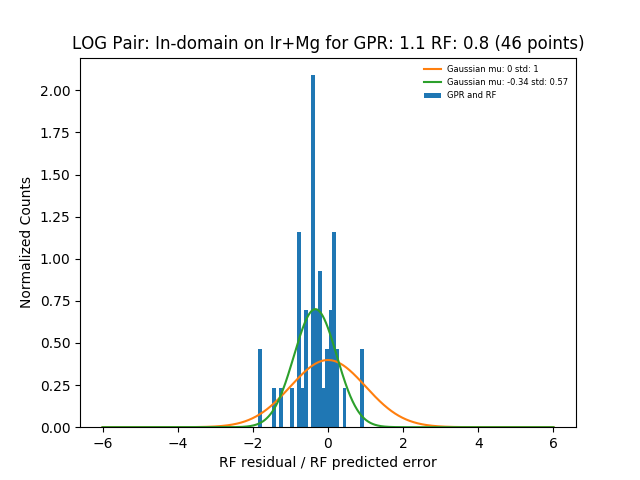 LOG Pair: In-domain on Ir+Mg for GPR: 1.1 RF: 0.8 (46 points)
Gaussian mu: 0 std: 1
Gaussian mu: -0.34 std: 0.57
GPR and RF
Normalized Counts
2.00
1.75
1.50
1.25
1.00
0.75
0.50
0.25
0.00
−6 −4 −2 0 2 4 6
RF residual / RF predicted error